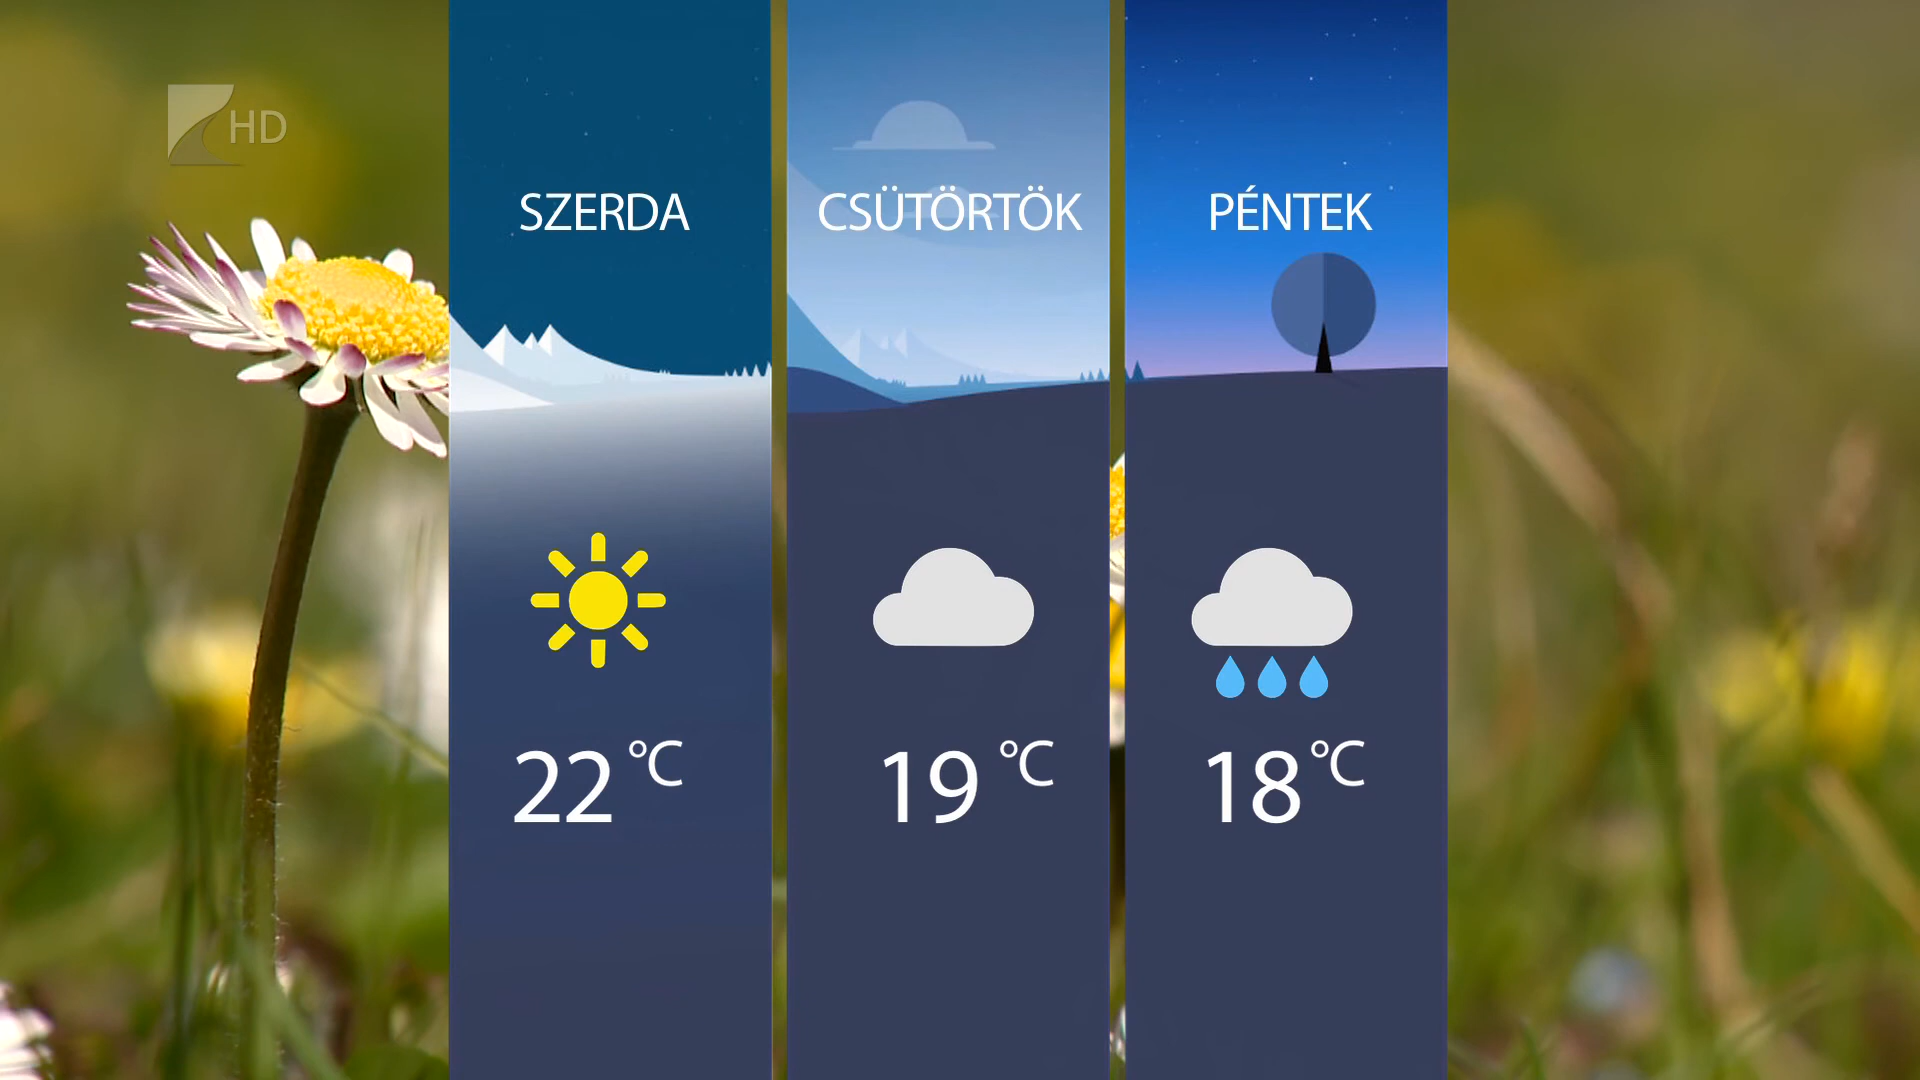 HD
SZERDA
CSÜTÖRTÖK
PÉNTEK
22 °C
19 °C
18 °C